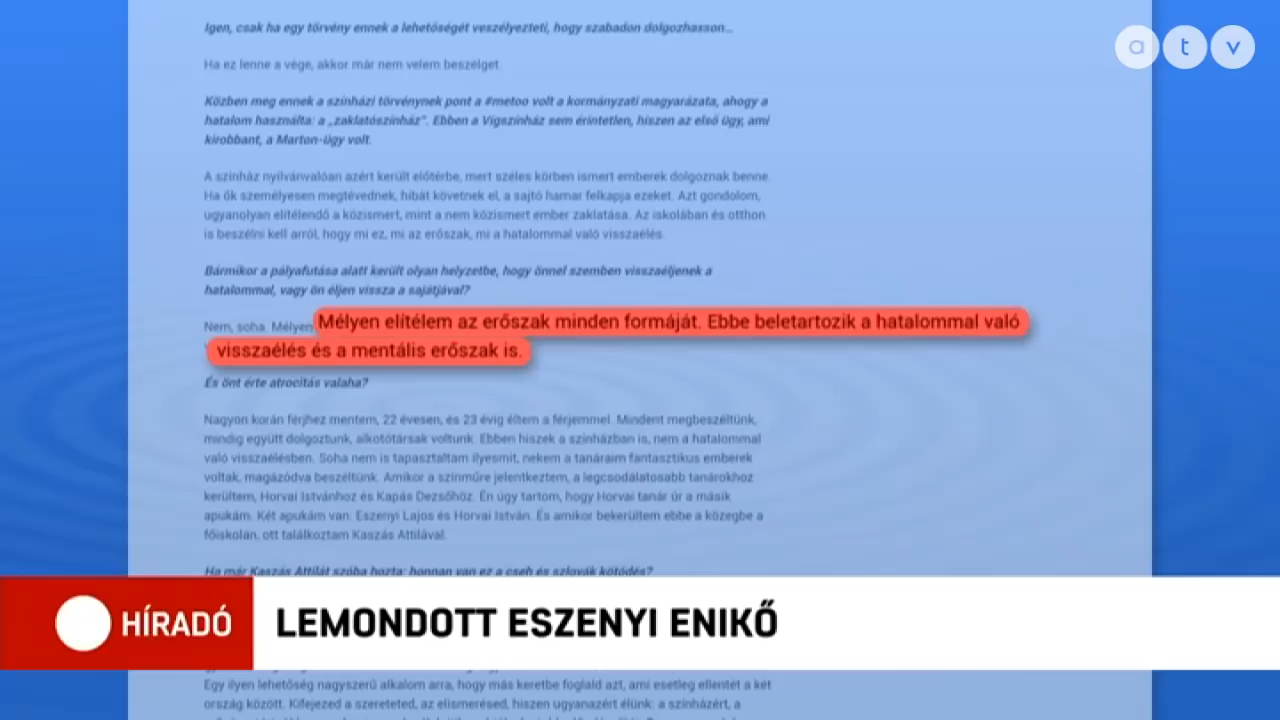 Igen, csak ha egy törvény ennek a lehetőségét veszélyezteti, hogy szabadon dolgozhasson...
a t v
Ha ez lenne a vége, akkor már nem velem beszélget.
Közben meg ennek a színházi törvénynek pont a #metoo volt a kormányzati magyarázata, ahogy a
hatalom használta: a „zaklatószínház”. Ebben a Vígszínház sem érintetlen, hiszen az első ügy, ami
kirobbant, a Marton-ügy volt.
A színház nyilvánvalóan azért került előtérbe, mert széles körben ismert emberek dolgoznak benne.
Ha ők személyesen megtévednek, hibát követnek el, a sajtó hamar felkapja ezeket. Azt gondolom,
ugyanolyan elítélendő a közismert, mint a nem közismert ember zaklatása. Az iskolában és otthon
is beszélni kell arról, hogy mi ez, mi az erőszak, mi a hatalommal való visszaélés.
Bármikor a pályafutása alatt került olyan helyzetbe, hogy önnel szemben visszaéljenek a
hatalommal, vagy ön éljen vissza a sajátjával?
Nem, soha. Mélyen Mélyen elítélem az erőszak minden formáját. Ebbe beletartozik a hatalommal való
visszaélés és a mentális erőszak is.
És önt érte atrocitás valaha?
Nagyon korán férjhez mentem, 22 évesen, és 23 évig éltem a férjemmel. Mindent megbeszéltünk,
mindig együtt dolgoztunk, alkotótársak voltunk. Ebben hiszek a színházban is, nem a hatalommal
való visszaélésben. Soha nem is tapasztaltam ilyesmit, nekem a tanáraim fantasztikus emberek
voltak, magázódva beszéltünk. Amikor a színműre jelentkeztem, a legcsodálatosabb tanárokhoz
kerültem, Horvai Istvánhoz és Kapás Dezsőhöz. Én úgy tartom, hogy Horvai tanár úr a másik
apukám. Két apukám van: Eszenyi Lajos és Horvai István. És amikor bekerültem ebbe a közegbe a
főiskolán, ott találkoztam Kaszás Attilával.
Ha már Kaszás Attilát szóba hozta: honnan van ez a cseh és szlovák kötődés?
HÍRADÓ
LEMONDOTT ESZENYI ENIKŐ
Egy ilyen lehetőség nagyszerű alkalom arra, hogy más keretbe foglald azt, ami esetleg ellentét a két
ország között. Kifejezed a szereteted, az elismerésed, hiszen ugyanazért élünk: a színházért, a